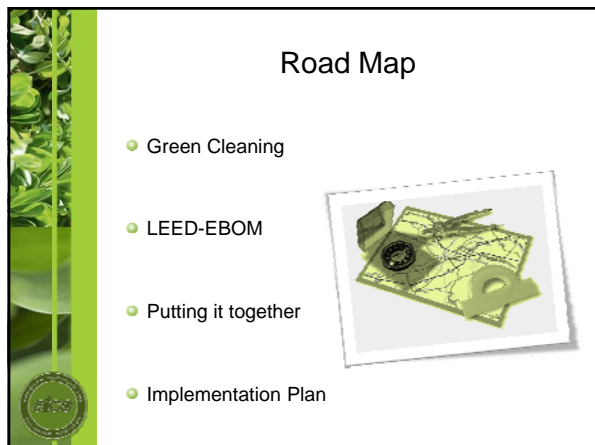 Road Map
Green Cleaning
LEED-EBOM
Putting it together
Implementation Plan